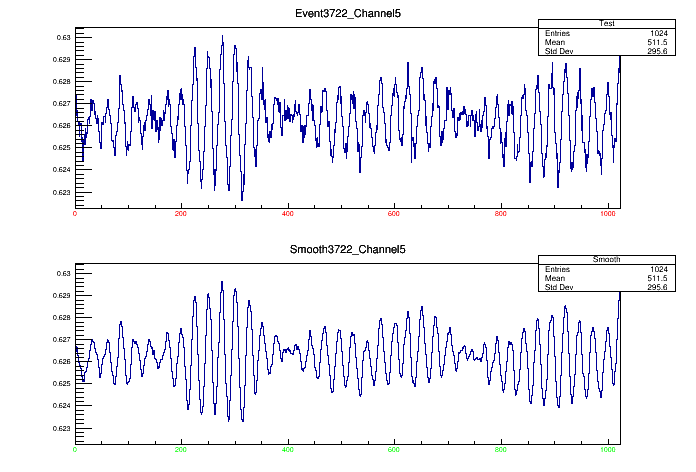 Event3722_Channel5
Test
Entries 1024
Mean 511.5
Std Dev 295.6
0.63
0.629
0.628
0.627
0.626
0.625
0.624
0.623
0 200 400 600 800 1000
Smooth3722_Channel5
Smooth
Entries 1024
Mean 511.5
Std Dev 295.6
0.63
0.629
0.628
0.627
0.626
0.625
0.624
0.623
0 200 400 600 800 1000